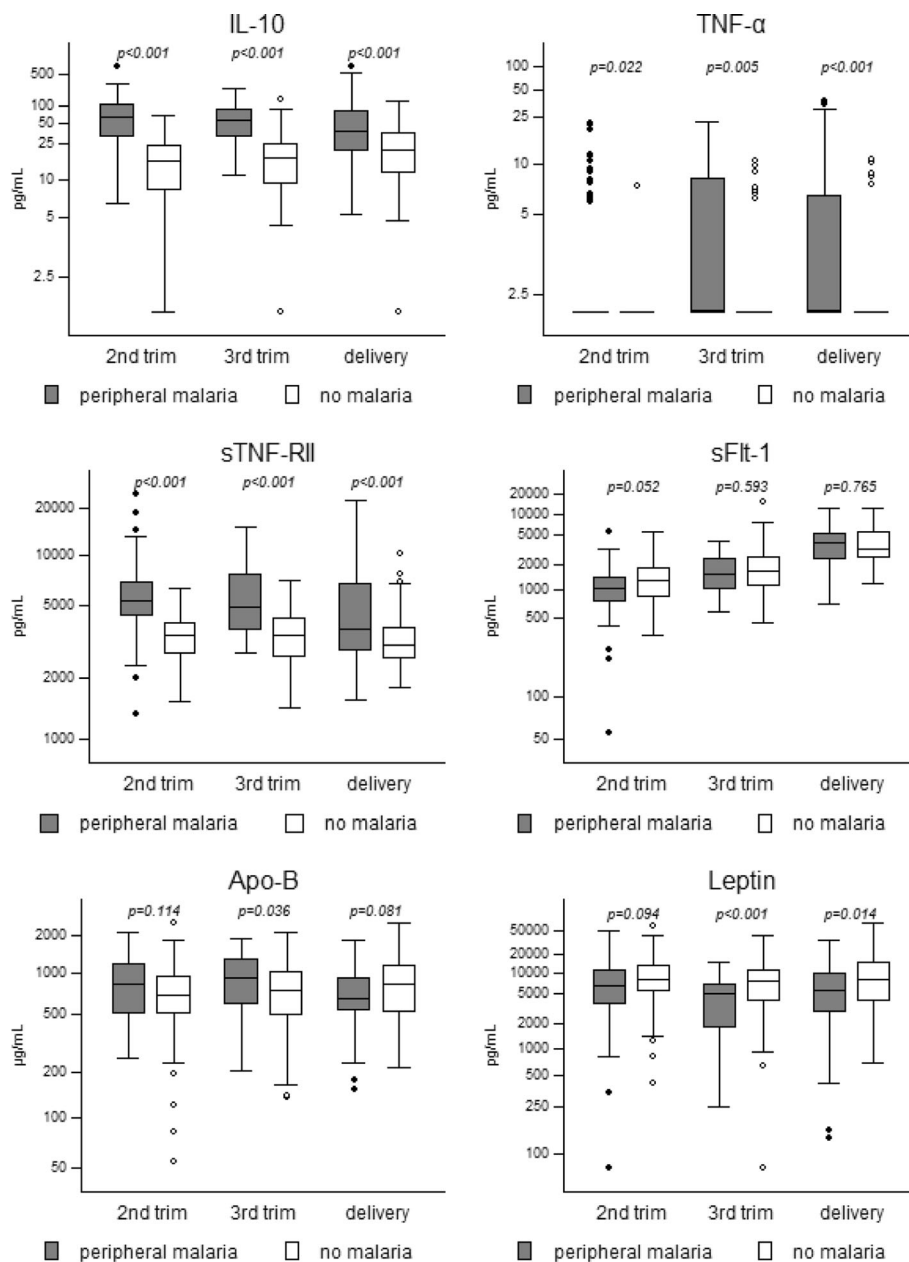 IL-10
p<0.001 p<0.001 p<0.001
500
100
50
25
10
5
2.5
pg/mL
2nd trim 3rd trim delivery
peripheral malaria no malaria
TNF-α
p=0.022 p=0.005 p<0.001
100
50
25
10
5
2.5
pg/mL
2nd trim 3rd trim delivery
peripheral malaria no malaria
sTNF-RII
p<0.001 p<0.001 p<0.001
20000
10000
5000
2000
1000
pg/mL
2nd trim 3rd trim delivery
peripheral malaria no malaria
sFlt-1
p=0.052 p=0.593 p=0.765
20000
10000
5000
2000
1000
500
100
50
pg/mL
2nd trim 3rd trim delivery
peripheral malaria no malaria
Apo-B
p=0.114 p=0.036 p=0.081
2000
1000
500
200
100
50
µg/mL
2nd trim 3rd trim delivery
peripheral malaria no malaria
Leptin
p=0.094 p<0.001 p=0.014
50000
20000
10000
5000
2000
1000
500
250
100
pg/mL
2nd trim 3rd trim delivery
peripheral malaria no malaria